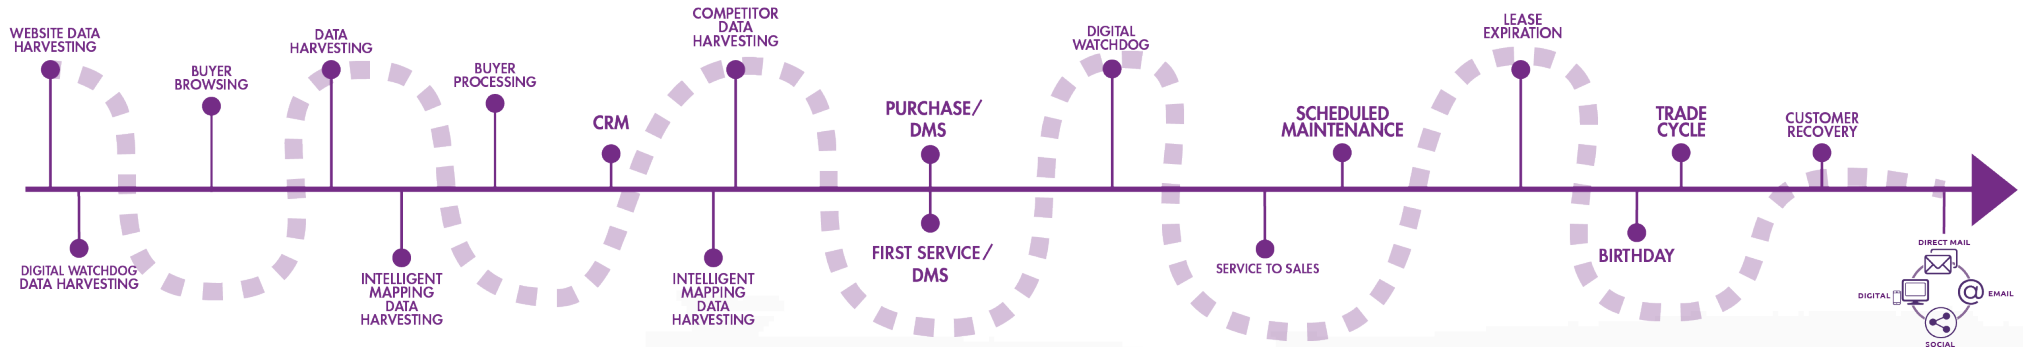 WEBSITE DATA
HARVESTING
DIGITAL WATCHDOG
DATA HARVESTING
BUYER
BROWSING
DATA
HARVESTING
INTELLIGENT
MAPPING
DATA
HARVESTING
BUYER
PROCESSING
CRM
INTELLIGENT
MAPPING
DATA
HARVESTING
COMPETITOR
DATA
HARVESTING
PURCHASE/
DMS
FIRST SERVICE/
DMS
DIGITAL
WATCHDOG
SERVICE TO SALES
SCHEDULED
MAINTENANCE
LEASE
EXPIRATION
BIRTHDAY
TRADE
CYCLE
CUSTOMER
RECOVERY
DIRECT MAIL
DIGITAL
EMAIL
SOCIAL